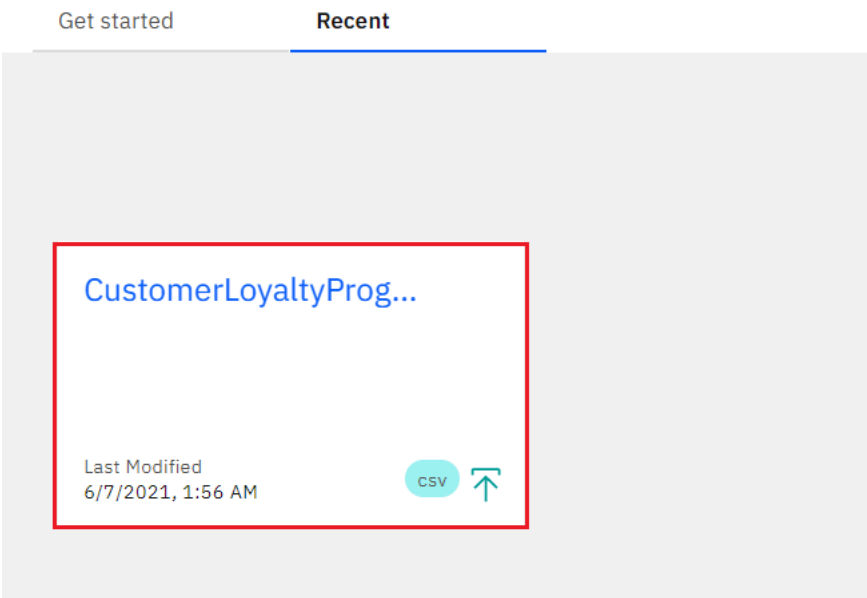 Get started Recent
CustomerLoyaltyProg...
Last Modified
6/7/2021, 1:56 AM
csv